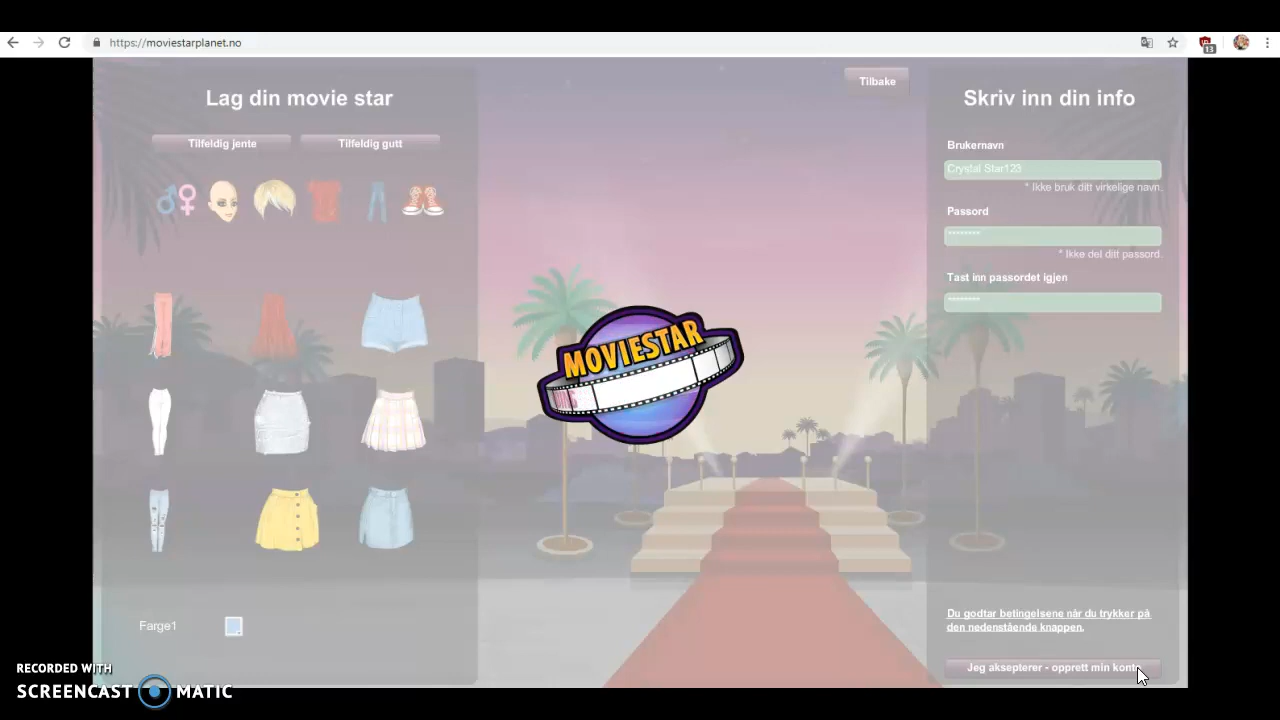 https://moviestarplanet.no
13
Tilbake
Lag din movie star
Tilfeldig jente
Tilfeldig gutt
Farge1
MOVIESTAR
Skriv inn din info
Brukernavn
Crystal Star123
* Ikke bruk ditt virkelige navn.
Passord
********
* Ikke del ditt passord.
Tast inn passordet igjen
********
Du godtar betingelsene når du trykker på
den nedenstående knappen.
Jeg aksepterer - opprett min konto
RECORDED WITH
SCREENCAST MATIC